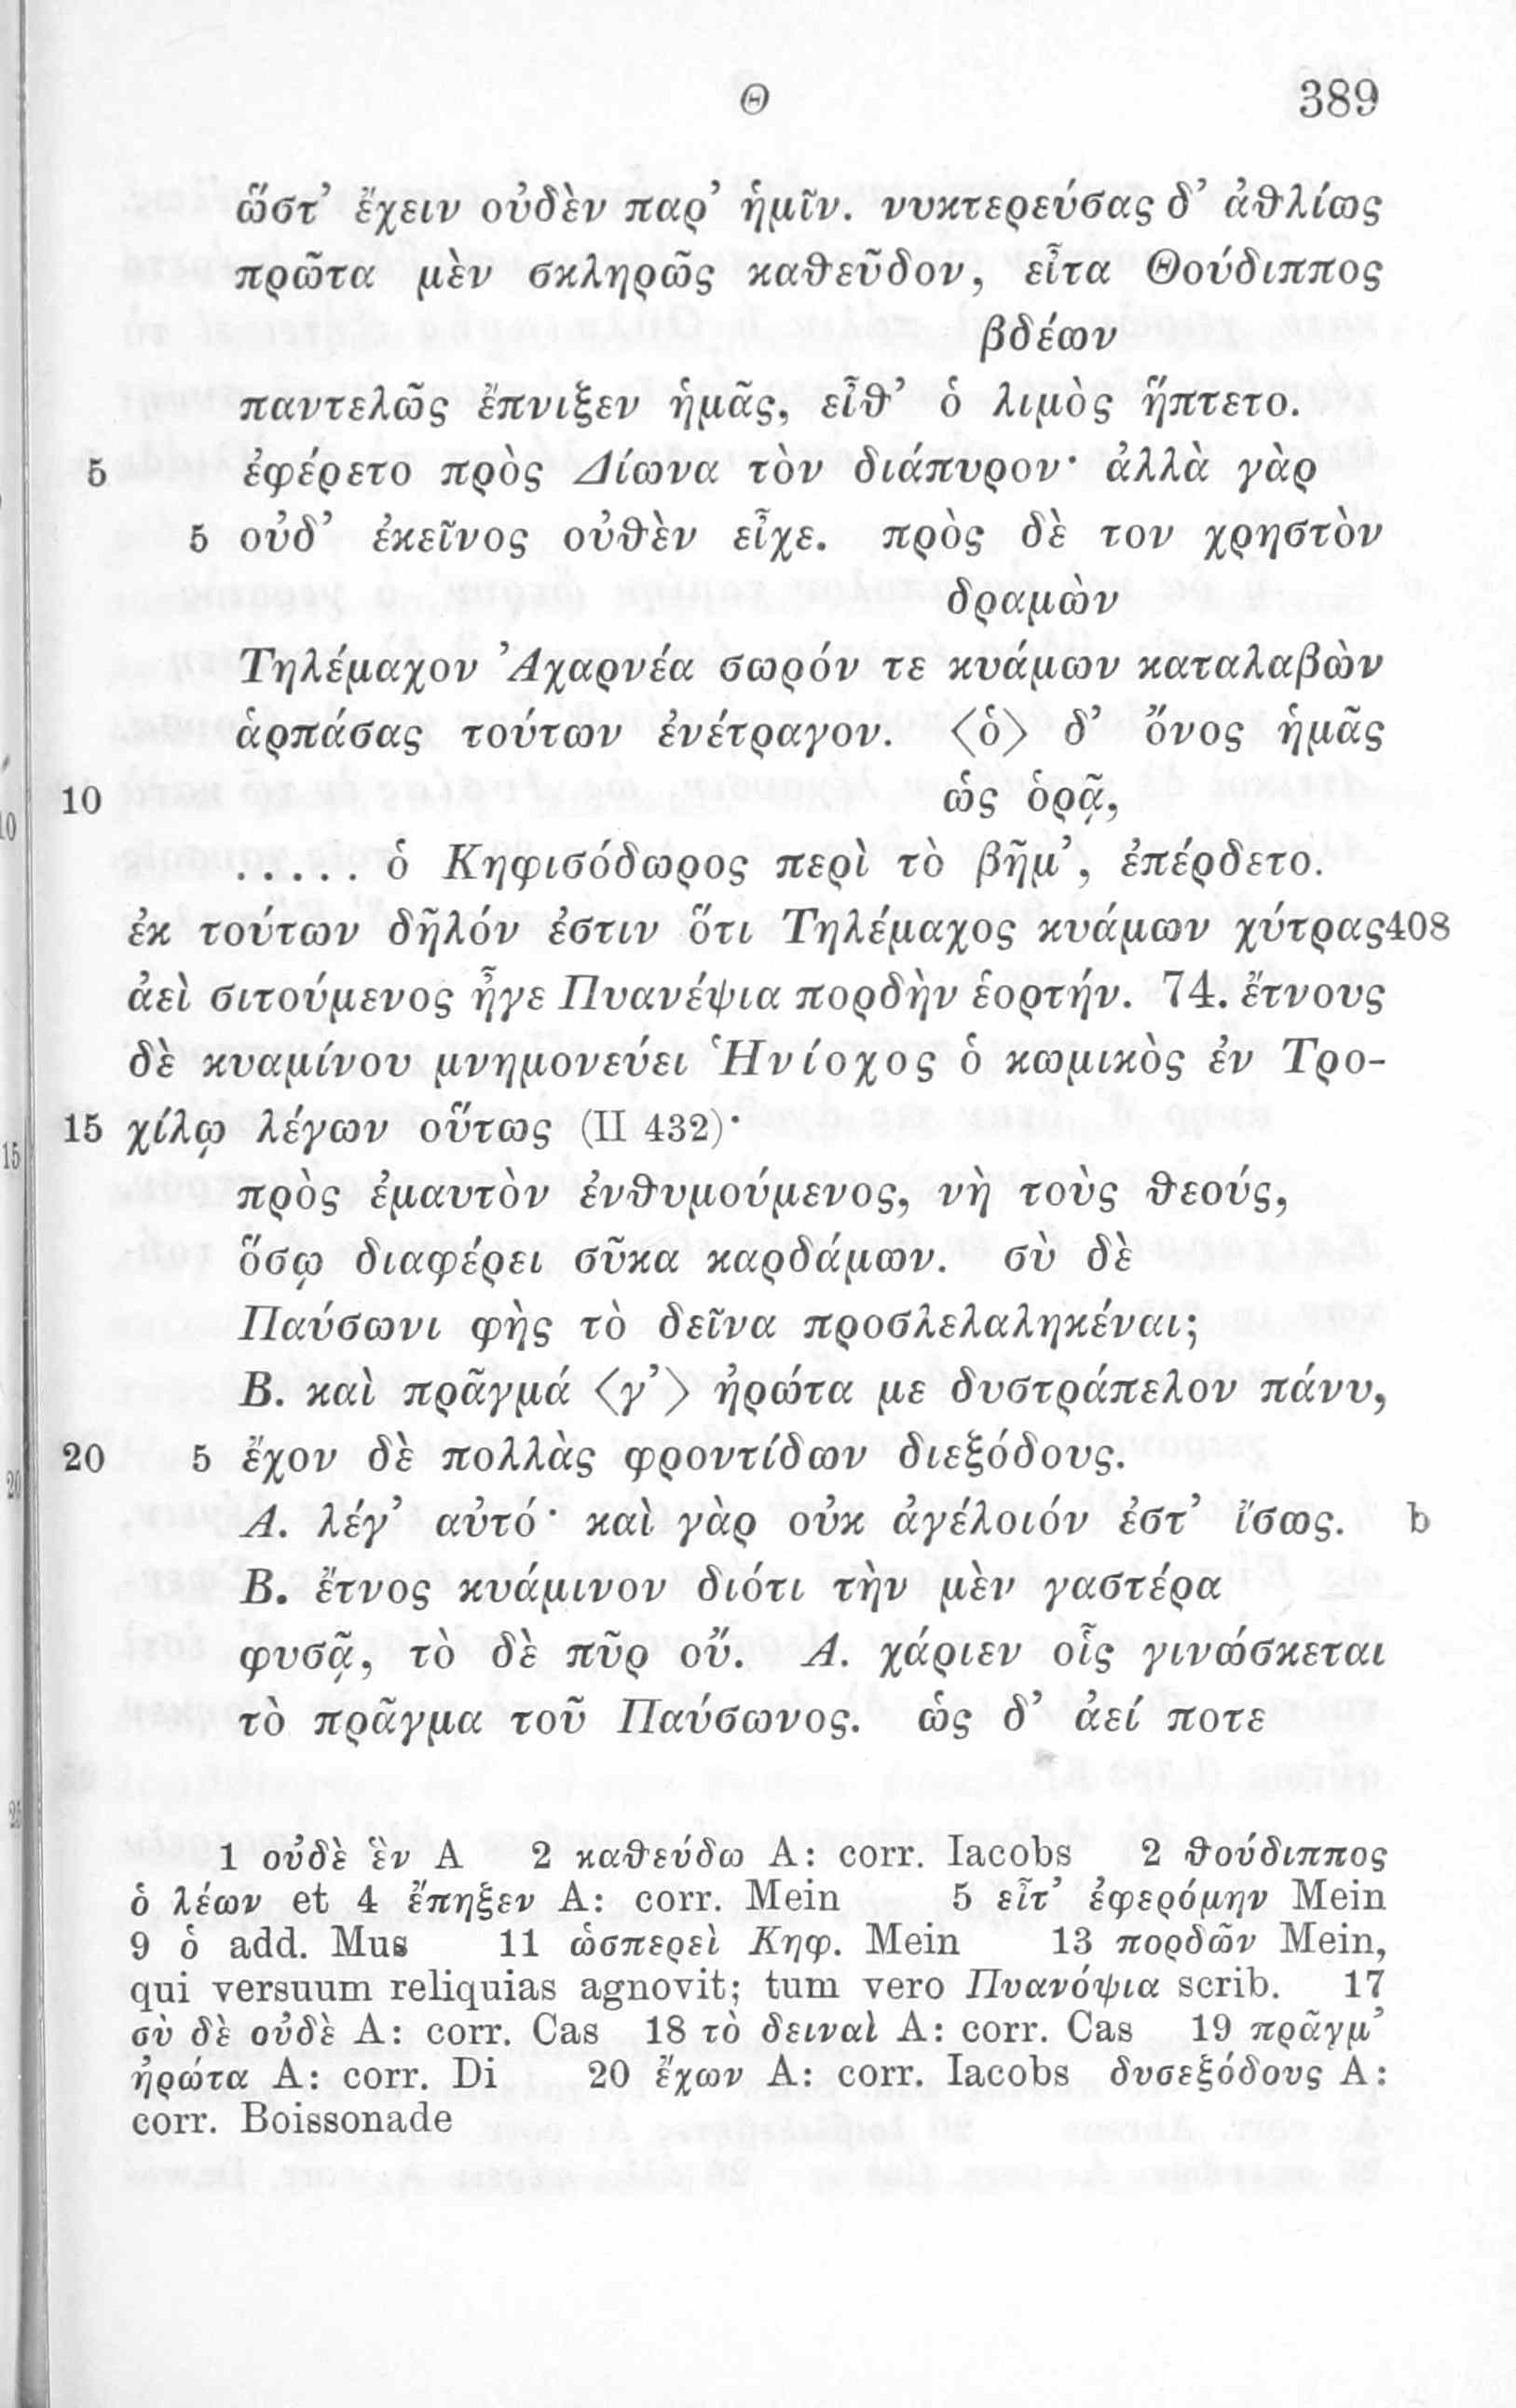 Θ 389
ὥστ’ ἔχειν οὐδὲν παρ’ ἡμῖν. νυκτερεύσας δ’ ἀθλίως
πρῶτα μὲν σκληρῶς καθεῦδον, εἶτα Θούδιππος
βδέων
παντελῶς ἔπνιξεν ἡμᾶς, εἶθ’ ὁ λιμὸς ἥπτετο.
5 ἐφέρετο πρὸς Δίωνα τὸν διάπυρον· ἀλλὰ γὰρ
5 οὐδ’ ἐκεῖνος οὐθὲν εἶχε. πρὸς δὲ τον χρηστὸν
δραμὼν
Τηλέμαχον Ἀχαρνέα σωρόν τε κυάμων καταλαβὼν
ἁρπάσας τούτων ἐνέτραγον. <ὁ> δ’ ὄνος ἡμᾶς
10 ὡς ὁρᾷ,
..... ὁ Κηφισόδωρος περὶ τὸ βῆμ’, ἐπέρδετο.
ἐκ τούτων δῆλόν ἐστιν ὅτι Τηλέμαχος κυάμων χύτρας 408
ἀεὶ σιτούμενος ἦγε Πυανέψια πορδὴν ἑορτήν. 74. ἔτνους
δὲ κυαμίνου μνημονεύει Ἡνίοχος ὁ κωμικὸς ἐν Τρο-
15 χίλῳ λέγων οὕτως (II 432)·
πρὸς ἐμαυτὸν ἐνθυμούμενος, νὴ τοὺς θεούς,
ὅσῳ διαφέρει σῦκα καρδάμων. σὺ δὲ
Παύσωνι φῂς τὸ δεῖνα προσλελαληκέναι;
Β. καὶ πρᾶγμά <γ’> ἠρώτα με δυστράπελον πάνυ,
20 5 ἔχον δὲ πολλὰς φροντίδων διεξόδους.
Α. λέγ’ αὐτό· καὶ γὰρ οὐκ ἀγέλοιόν ἐστ’ ἴσως. b
Β. ἔτνος κυάμινον διότι τὴν μὲν γαστέρα
φυσᾷ, τὸ δὲ πῦρ οὔ. Α. χάριεν οἷς γινώσκεται
τὸ πρᾶγμα τοῦ Παύσωνος. ὡς δ’ ἀεί ποτε
1 οὐδὲ ἓν A 2 καθεύδω A: corr. Iacobs 2 θούδιππος
ὁ λέων et 4 ἔπηξεν A: corr. Mein 5 εἶτ’ ἐφερόμην Mein
9 ὁ add. Mus 11 ὡσπερεὶ Κηφ. Mein 13 πορδῶν Mein,
qui versuum reliquias agnovit; tum vero Πυανόψια scrib. 17
σὺ δὲ οὐδὲ A: corr. Cas 18 τὸ δειναὶ A: corr. Cas 19 πρᾶγμ’
ἠρώτα A: corr. Di 20 ἔχων A: corr. Iacobs δυσεξόδους A:
corr. Boissonade